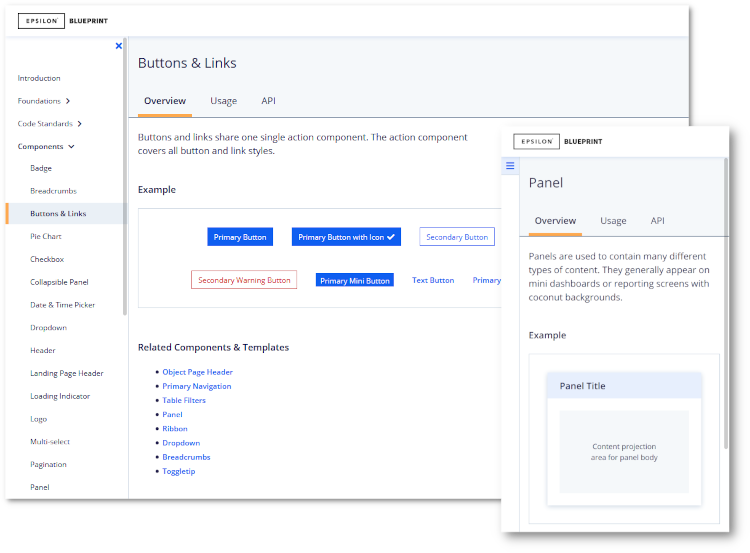 EPSILON® BLUEPRINT
Introduction
Foundations
Code Standards
Components
Badge
Breadcrumbs
Buttons & Links
Pie Chart
Checkbox
Collapsible Panel
Date & Time Picker
Dropdown
Header
Landing Page Header
Loading Indicator
Logo
Multi-select
Pagination
Panel
Buttons & Links
Overview Usage API
Buttons and links share one single action component. The action component
covers all button and link styles.
Example
Primary Button Primary Button with Icon Secondary Button
Secondary Warning Button Primary Mini Button Text Button Primary
Related Components & Templates
• Object Page Header
• Primary Navigation
• Table Filters
• Panel
• Ribbon
• Dropdown
• Breadcrumbs
• Toggletip
EPSILON® BLUEPRINT
Panel
Overview Usage API
Panels are used to contain many different
types of content. They generally appear on
mini dashboards or reporting screens with
coconut backgrounds.
Example
Panel Title
Content projection
area for panel body